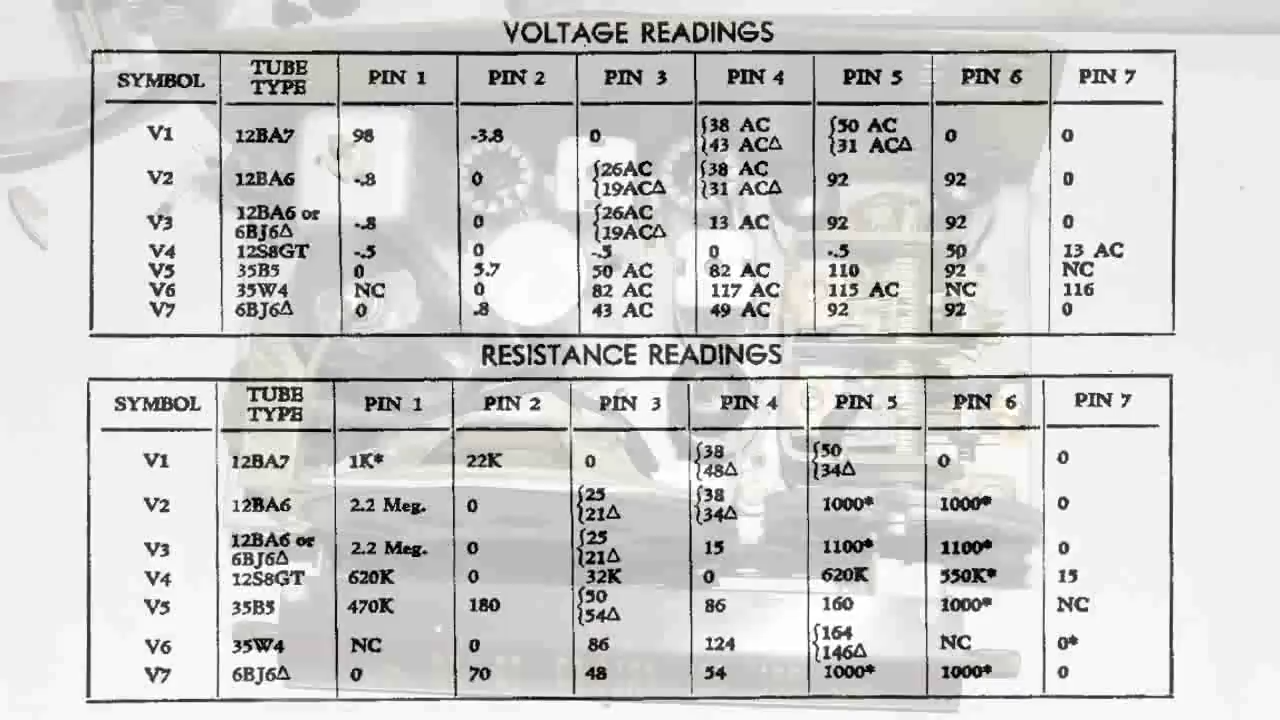 VOLTAGE READINGS
SYMBOL TUBE TYPE PIN 1 PIN 2 PIN 3 PIN 4 PIN 5 PIN 6 PIN 7
V1 12BA7 98 -3.8 0 {38 AC {43 ACΔ {50 AC {31 ACΔ 0 0
V2 12BA6 -.8 0 {26AC {19ACΔ {38 AC {31 ACΔ 92 92 0
V3 12BA6 or 6BJ6Δ -.8 0 {26AC {19ACΔ 13 AC 92 92 0
V4 12S8GT -.5 0 -.5 0 -.5 50 13 AC
V5 35B5 0 5.7 50 AC 82 AC 110 92 NC
V6 35W4 NC 0 82 AC 117 AC 115 AC NC 116
V7 6BJ6Δ 0 .8 43 AC 49 AC 92 92 0
RESISTANCE READINGS
SYMBOL TUBE TYPE PIN 1 PIN 2 PIN 3 PIN 4 PIN 5 PIN 6 PIN 7
V1 12BA7 1K* 22K 0 {38 {48Δ {50 {34Δ 0 0
V2 12BA6 2.2 Meg. 0 {25 {21Δ {38 {34Δ 1000* 1000* 0
V3 12BA6 or 6BJ6Δ 2.2 Meg. 0 {25 {21Δ 15 1100* 1100* 0
V4 12S8GT 620K 0 32K 0 620K 550K* 15
V5 35B5 470K 180 {50 {54Δ 86 160 1000* NC
V6 35W4 NC 0 86 124 {164 {146Δ NC 0*
V7 6BJ6Δ 0 70 48 54 1000* 1000* 0